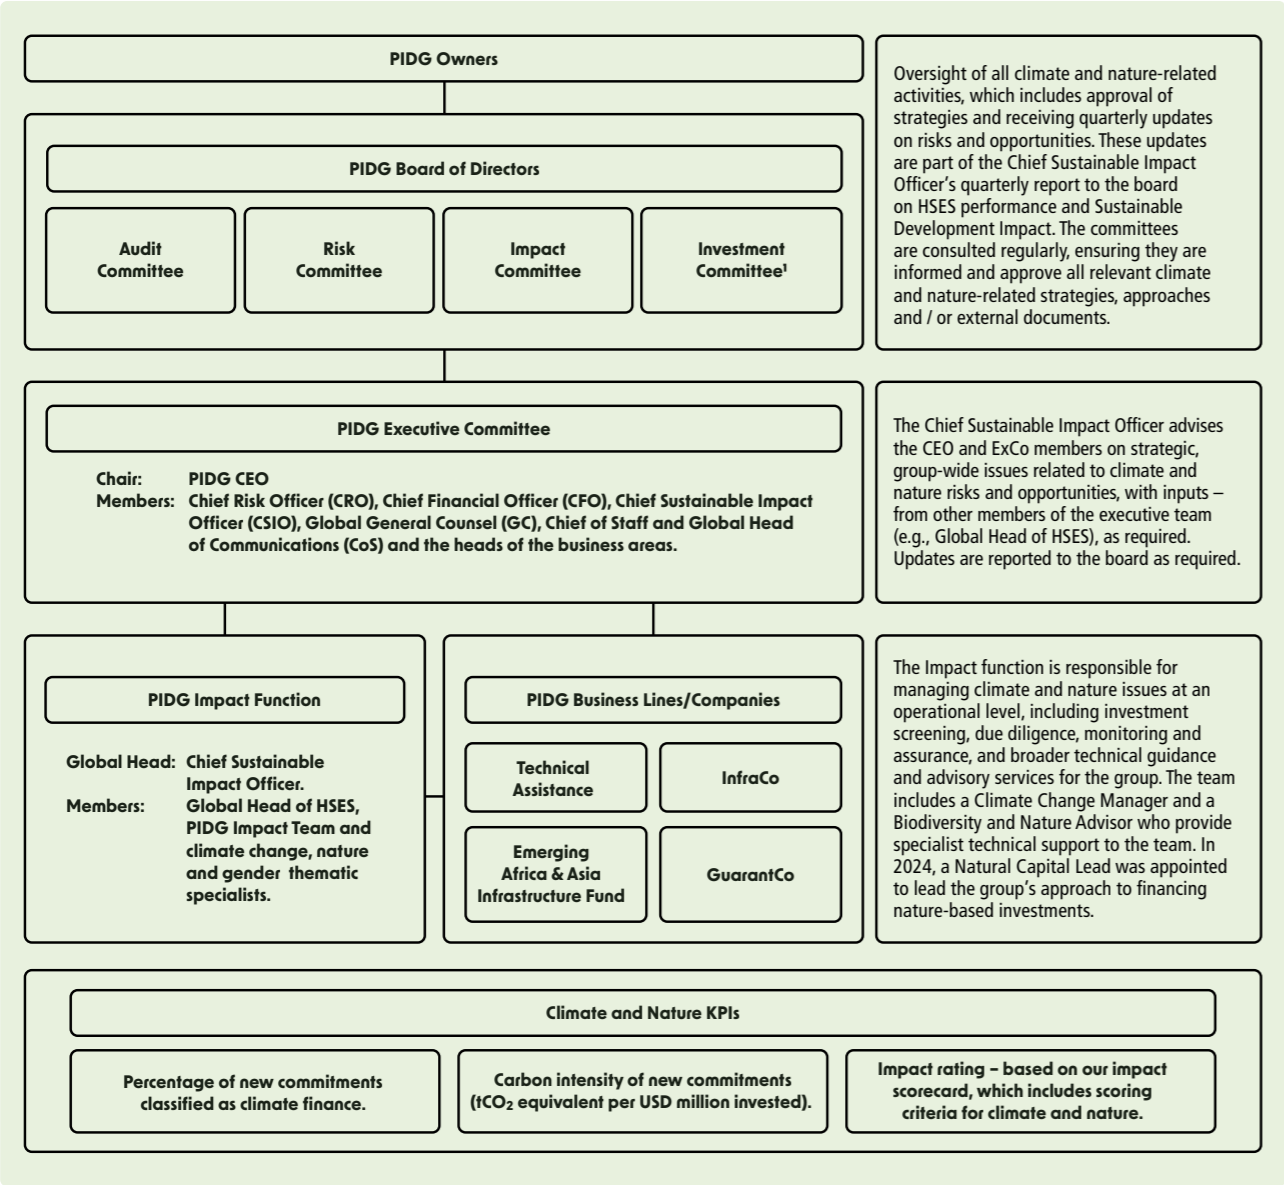 PIDG Owners
PIDG Board of Directors
Audit
Committee
Risk
Committee
Impact
Committee
Investment
Committee¹
Oversight of all climate and nature-related
activities, which includes approval of
strategies and receiving quarterly updates
on risks and opportunities. These updates
are part of the Chief Sustainable Impact
Officer's quarterly report to the board
on HSES performance and Sustainable
Development Impact. The committees
are consulted regularly, ensuring they are
informed and approve all relevant climate
and nature-related strategies, approaches
and / or external documents.
PIDG Executive Committee
Chair: PIDG CEO
Members: Chief Risk Officer (CRO), Chief Financial Officer (CFO), Chief Sustainable Impact
Officer (CSIO), Global General Counsel (GC), Chief of Staff and Global Head
of Communications (CoS) and the heads of the business areas.
The Chief Sustainable Impact Officer advises
the CEO and ExCo members on strategic,
group-wide issues related to climate and
nature risks and opportunities, with inputs –
from other members of the executive team
(e.g., Global Head of HSES), as required.
Updates are reported to the board as required.
PIDG Impact Function
Global Head: Chief Sustainable
Impact Officer.
Members: Global Head of HSES,
PIDG Impact Team and
climate change, nature
and gender thematic
specialists.
PIDG Business Lines/Companies
Technical
Assistance
InfraCo
Emerging
Africa & Asia
Infrastructure Fund
GuarantCo
The Impact function is responsible for
managing climate and nature issues at an
operational level, including investment
screening, due diligence, monitoring and
assurance, and broader technical guidance
and advisory services for the group. The team
includes a Climate Change Manager and a
Biodiversity and Nature Advisor who provide
specialist technical support to the team. In
2024, a Natural Capital Lead was appointed
to lead the group's approach to financing
nature-based investments.
Climate and Nature KPIs
Percentage of new commitments
classified as climate finance.
Carbon intensity of new commitments
(tCO₂ equivalent per USD million invested).
Impact rating – based on our impact
scorecard, which includes scoring
criteria for climate and nature.